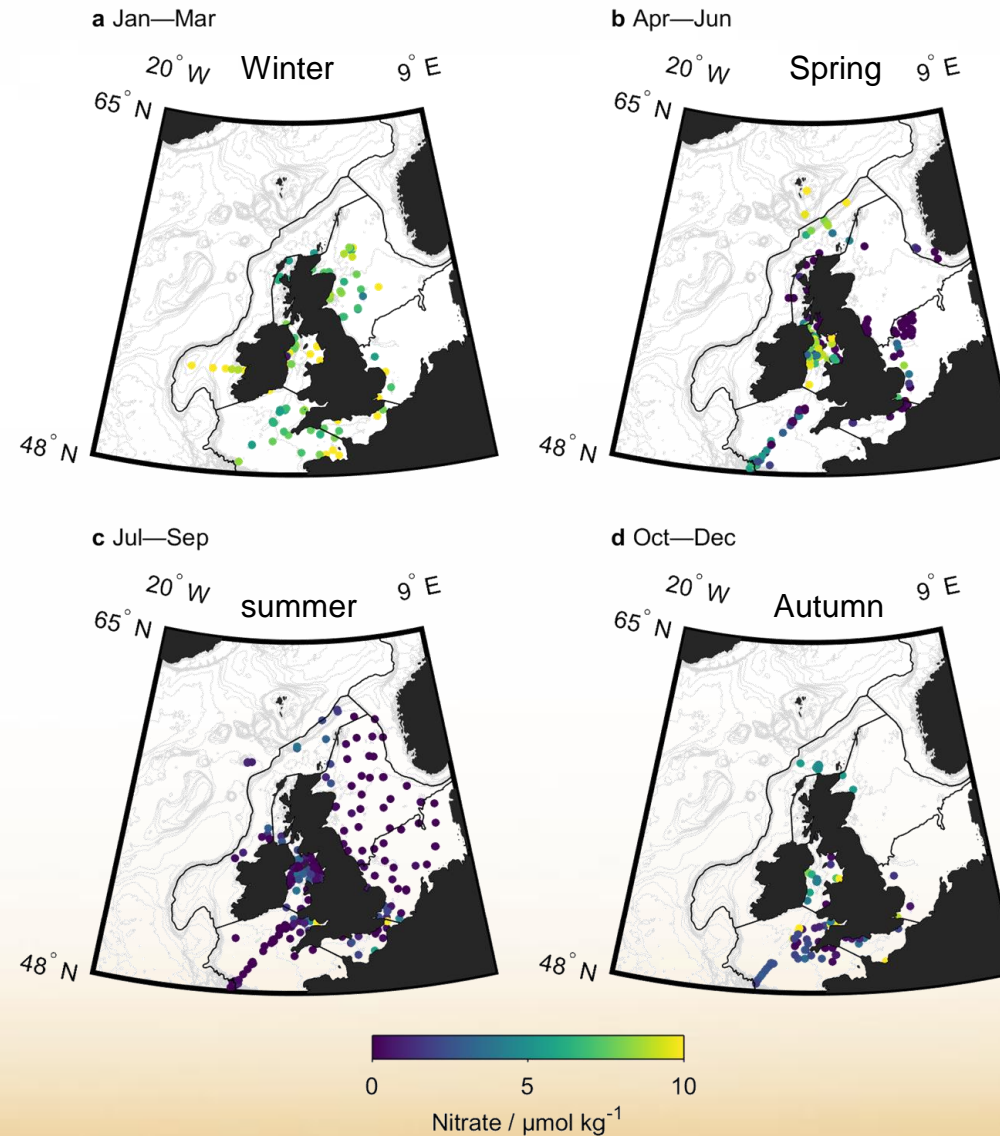 a Jan—Mar
20° W
Winter
9° E
65° N
48° N
b Apr—Jun
20° W
Spring
9° E
65° N
48° N
c Jul—Sep
20° W
summer
9° E
65° N
48° N
d Oct—Dec
20° W
Autumn
9° E
65° N
48° N
0 5 10
Nitrate / µmol kg⁻¹